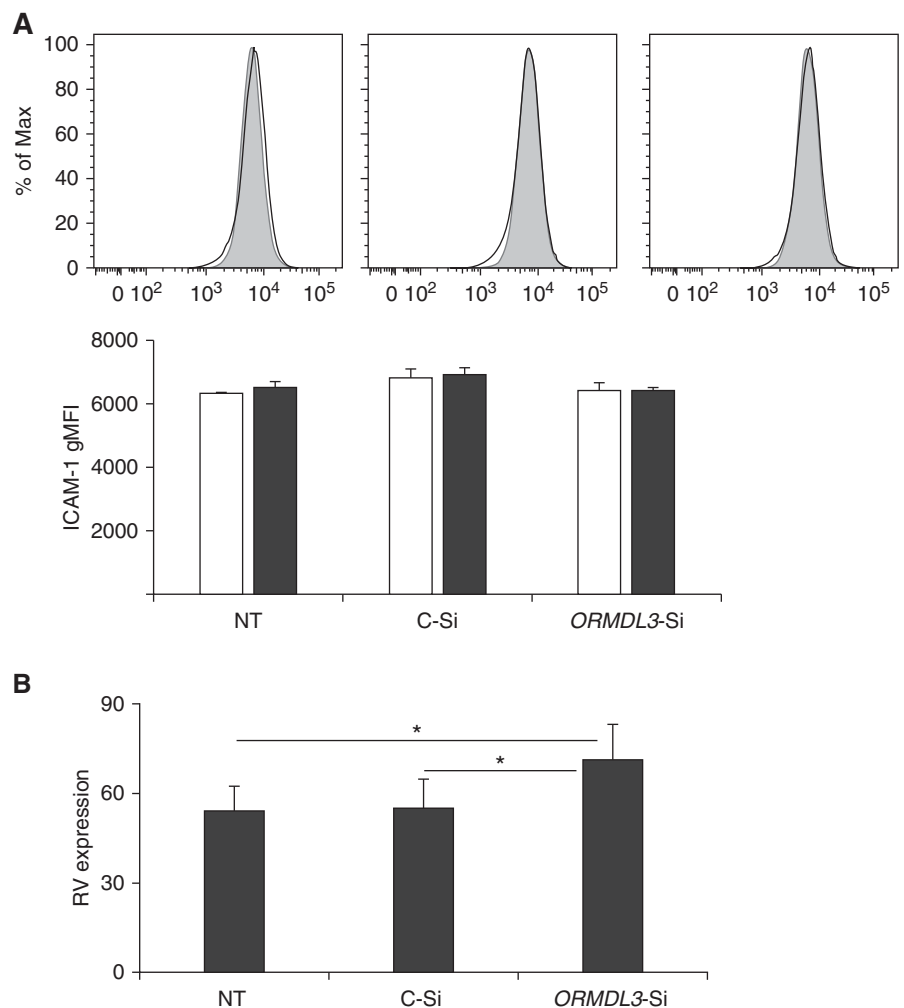 A
% of Max
100
80
60
40
20
0
0 10² 10³ 10⁴ 10⁵
0 10² 10³ 10⁴ 10⁵
0 10² 10³ 10⁴ 10⁵
ICAM-1 gMFI
8000
6000
4000
2000
NT C-Si ORMDL3-Si
B
RV expression
90
60
30
0
*
*
NT C-Si ORMDL3-Si